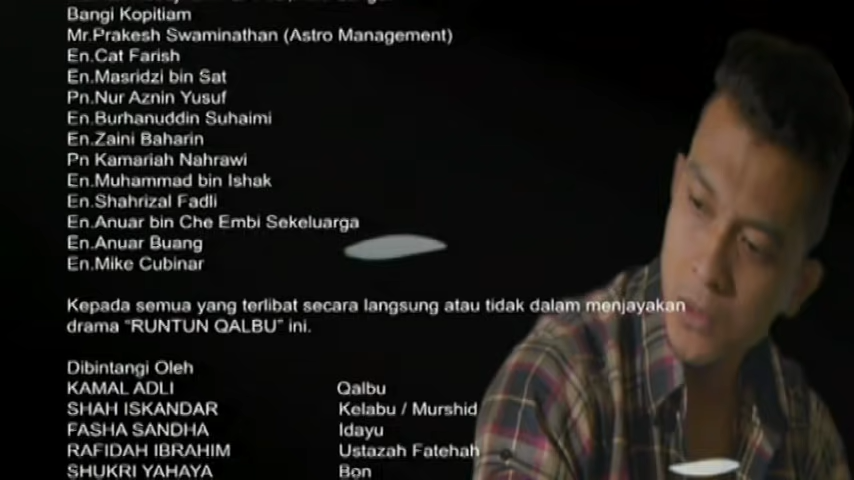 Bangi Kopitiam
Mr.Prakesh Swaminathan (Astro Management)
En.Cat Farish
En.Masridzi bin Sat
Pn.Nur Aznin Yusuf
En.Burhanuddin Suhaimi
En.Zaini Baharin
Pn Kamariah Nahrawi
En.Muhammad bin Ishak
En.Shahrizal Fadli
En.Anuar bin Che Embi Sekeluarga
En.Anuar Buang
En.Mike Cubinar
Kepada semua yang terlibat secara langsung atau tidak dalam menjayakan
drama “RUNTUN QALBU” ini.
Dibintangi Oleh
KAMAL ADLI Qalbu
SHAH ISKANDAR Kelabu / Murshid
FASHA SANDHA Idayu
RAFIDAH IBRAHIM Ustazah Fatehah
SHUKRI YAHAYA Bon